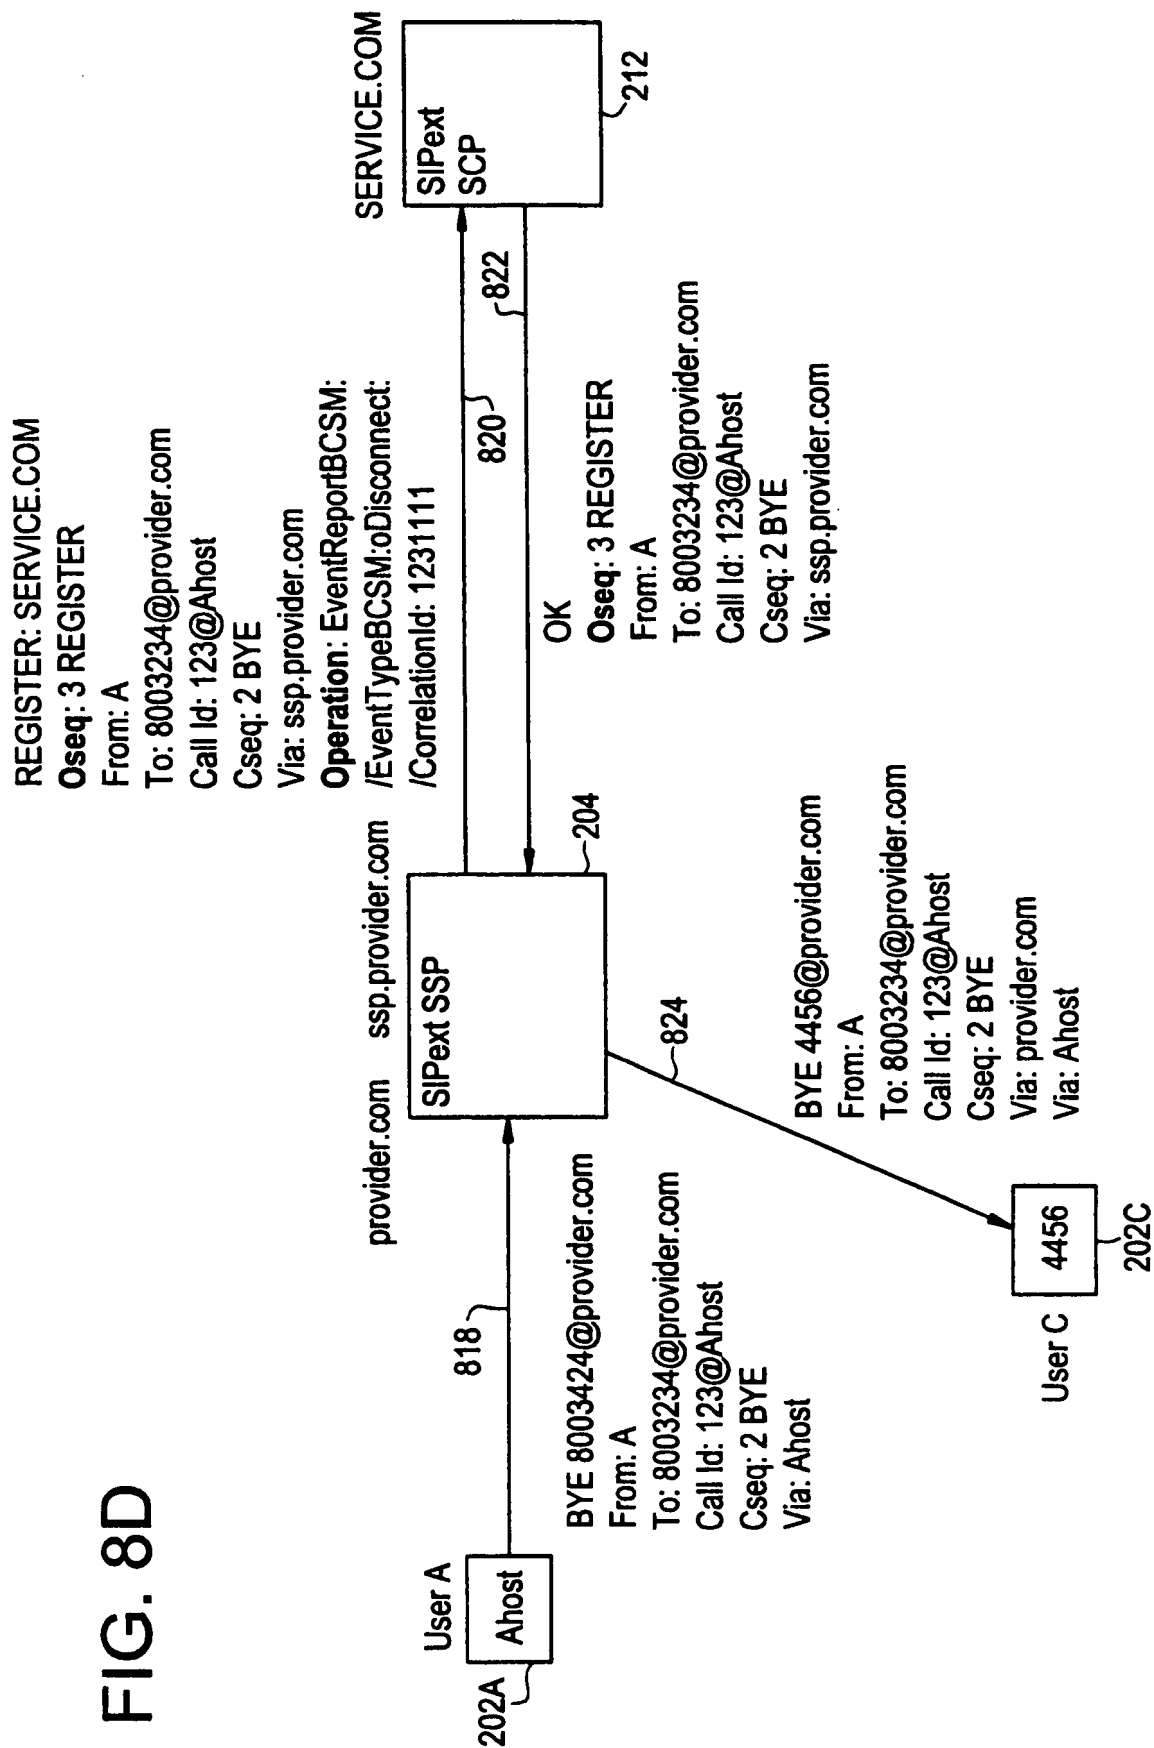 FIG. 8D
REGISTER: SERVICE.COM
Oseq: 3 REGISTER
From: A
To: 8003234@provider.com
Call Id: 123@Ahost
Cseq: 2 BYE
Via: ssp.provider.com
Operation: EventReportBCSM:
/EventTypeBCSM:oDisconnect:
/CorrelationId: 1231111
SERVICE.COM
SIPext
SCP
212
820
822
OK
Oseq: 3 REGISTER
From: A
To: 8003234@provider.com
Call Id: 123@Ahost
Cseq: 2 BYE
Via: ssp.provider.com
provider.com
ssp.provider.com
SIPext SSP
204
User A
Ahost
202A
818
BYE 8003424@provider.com
From: A
To: 8003234@provider.com
Call Id: 123@Ahost
Cseq: 2 BYE
Via: Ahost
824
BYE 4456@provider.com
From: A
To: 8003234@provider.com
Call Id: 123@Ahost
Cseq: 2 BYE
Via: provider.com
Via: Ahost
User C
4456
202C